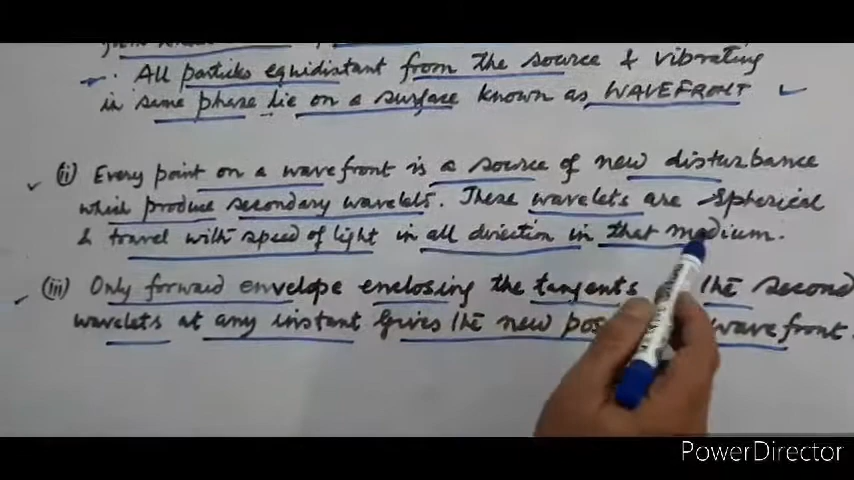 . All particles equidistant from the source & vibrating
in same phase lie on a surface known as WAVEFRONT
(ii) Every point on a wavefront is a source of new disturbance
which produce secondary wavelets. These wavelets are spherical
& travel with speed of light in all direction in that medium.
(iii) Only forward envelope enclosing the tangents the second
wavelets at any instant gives the new wavefront.
PowerDirector